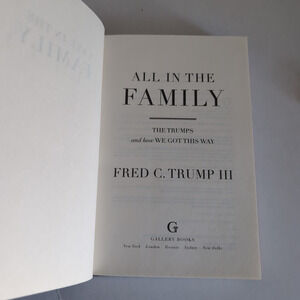 ALL IN THE
FAMILY
THE TRUMPS
and how WE GOT THIS WAY
FRED C. TRUMP III
G
GALLERY BOOKS
New York London Toronto Sydney New Delhi